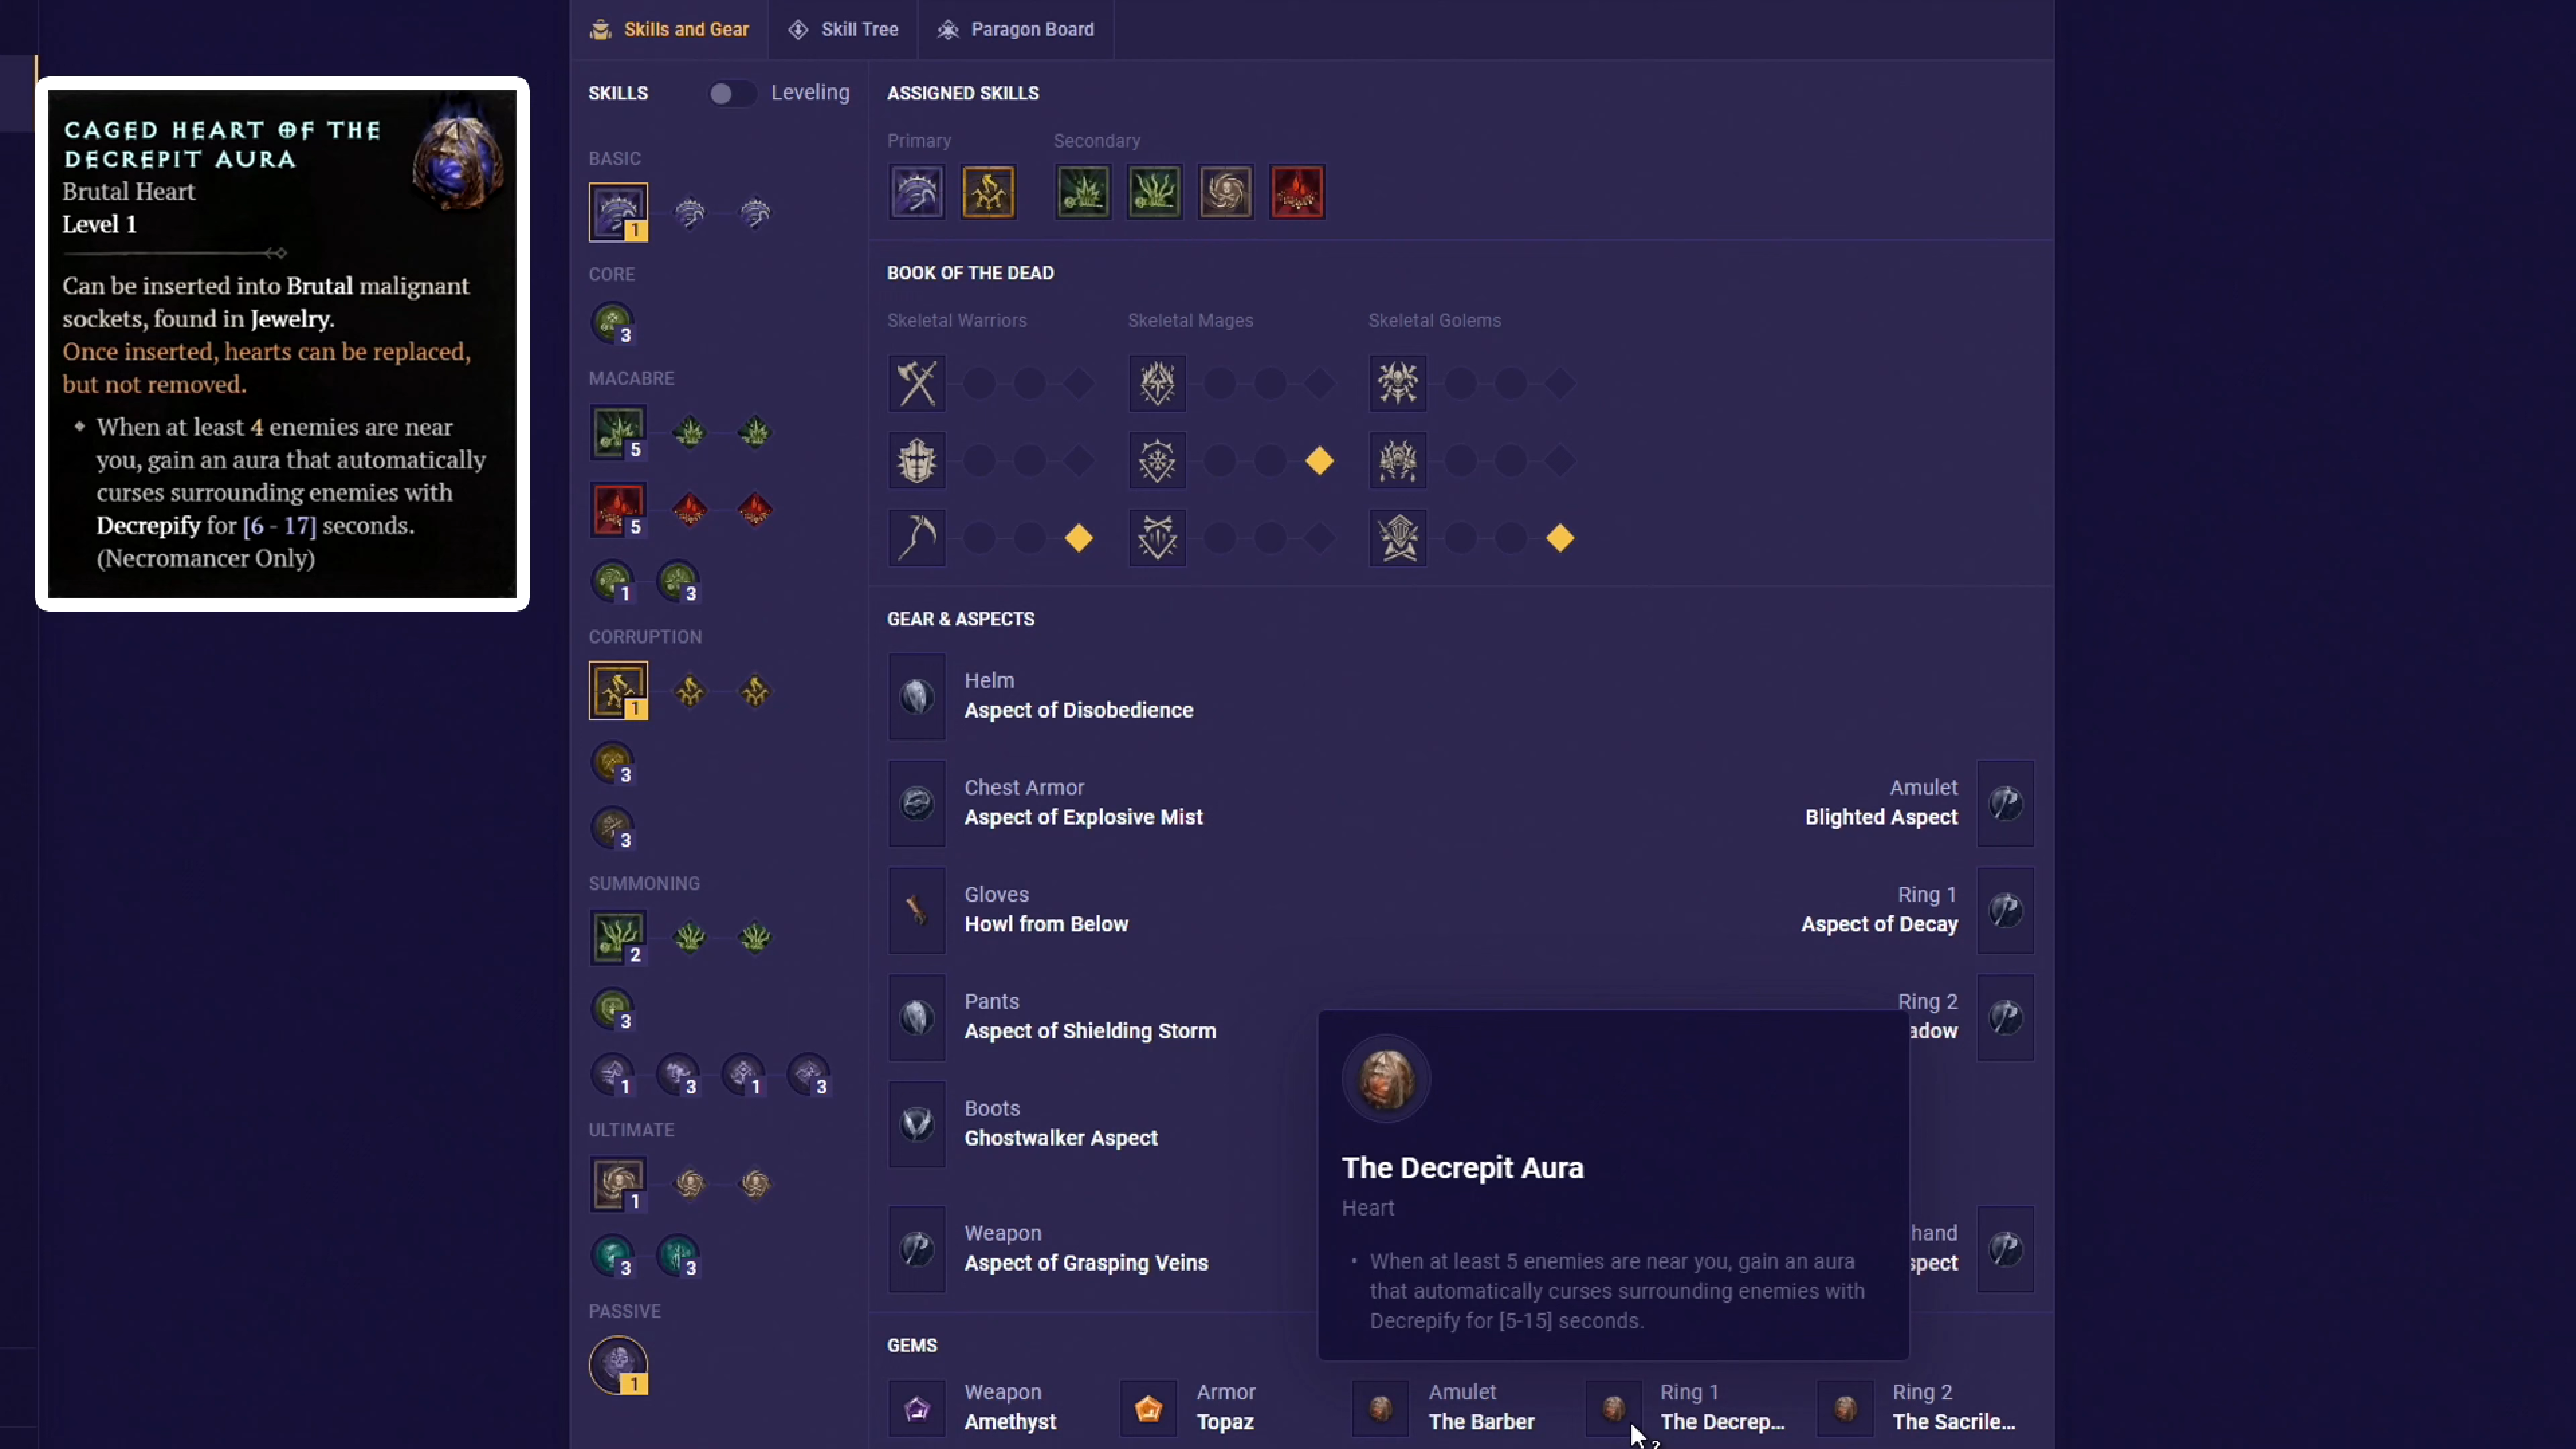 Skills and Gear
Skill Tree
Paragon Board
CAGED HEART OF THE
DECREPIT AURA
Brutal Heart
Level 1
Can be inserted into Brutal malignant
sockets, found in Jewelry.
Once inserted, hearts can be replaced,
but not removed.
When at least 4 enemies are near
you, gain an aura that automatically
curses surrounding enemies with
Decrepify for [6 - 17] seconds.
(Necromancer Only)
SKILLS
Leveling
BASIC
1
CORE
3
MACABRE
5
5
1
3
CORRUPTION
1
3
3
SUMMONING
2
3
1
3
1
3
ULTIMATE
1
3
3
PASSIVE
1
ASSIGNED SKILLS
Primary
Secondary
BOOK OF THE DEAD
Skeletal Warriors
Skeletal Mages
Skeletal Golems
GEAR & ASPECTS
Helm
Aspect of Disobedience
Chest Armor
Aspect of Explosive Mist
Amulet
Blighted Aspect
Gloves
Howl from Below
Ring 1
Aspect of Decay
Pants
Aspect of Shielding Storm
Ring 2
adow
Boots
Ghostwalker Aspect
Weapon
Aspect of Grasping Veins
hand
spect
The Decrepit Aura
Heart
• When at least 5 enemies are near you, gain an aura
that automatically curses surrounding enemies with
Decrepify for [5-15] seconds.
GEMS
Weapon
Amethyst
Armor
Topaz
Amulet
The Barber
Ring 1
The Decrep...
Ring 2
The Sacrile...